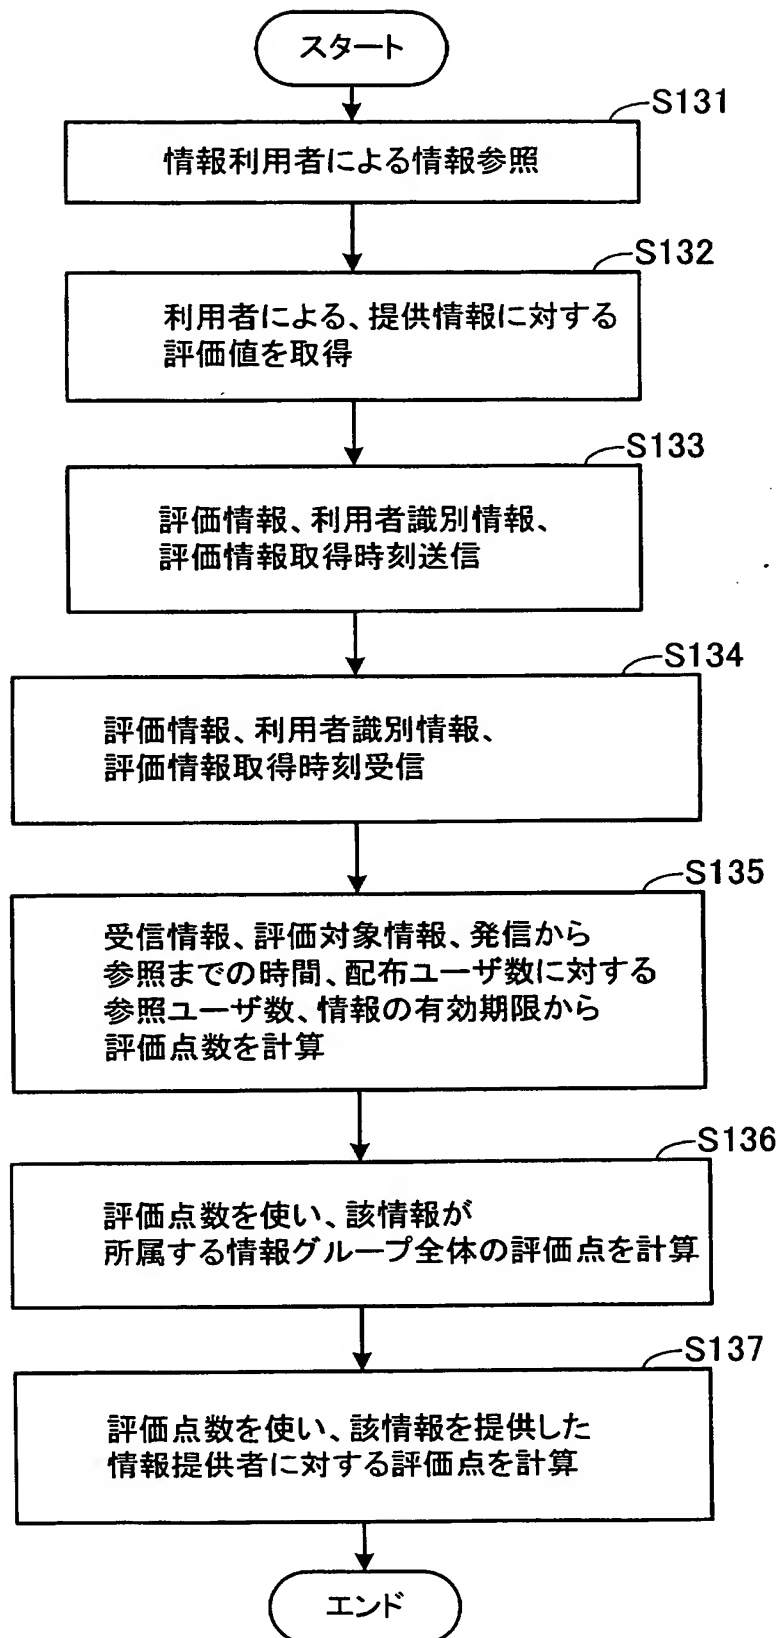 スタート
S131
情報利用者による情報参照
S132
利用者による、提供情報に対する
評価値を取得
S133
評価情報、利用者識別情報、
評価情報取得時刻送信
S134
評価情報、利用者識別情報、
評価情報取得時刻受信
S135
受信情報、評価対象情報、発信から
参照までの時間、配布ユーザ数に対する
参照ユーザ数、情報の有効期限から
評価点数を計算
S136
評価点数を使い、該情報が
所属する情報グループ全体の評価点を計算
S137
評価点数を使い、該情報を提供した
情報提供者に対する評価点を計算
エンド